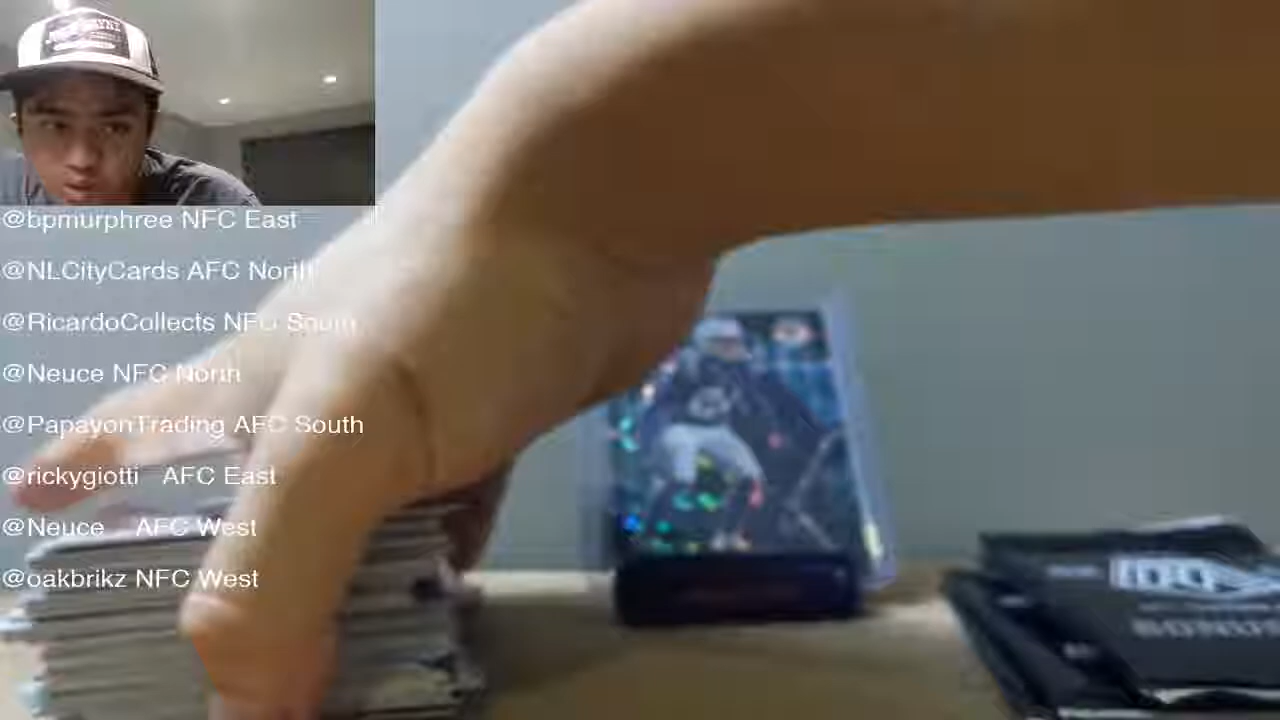 @bpmurphree NFC East
@NLCityCards AFC North
@RicardoCollects NFC South
@Neuce NFC North
@PapayonTrading AFC South
@rickygiotti AFC East
@Neuce AFC West
@oakbrikz NFC West
BONUS